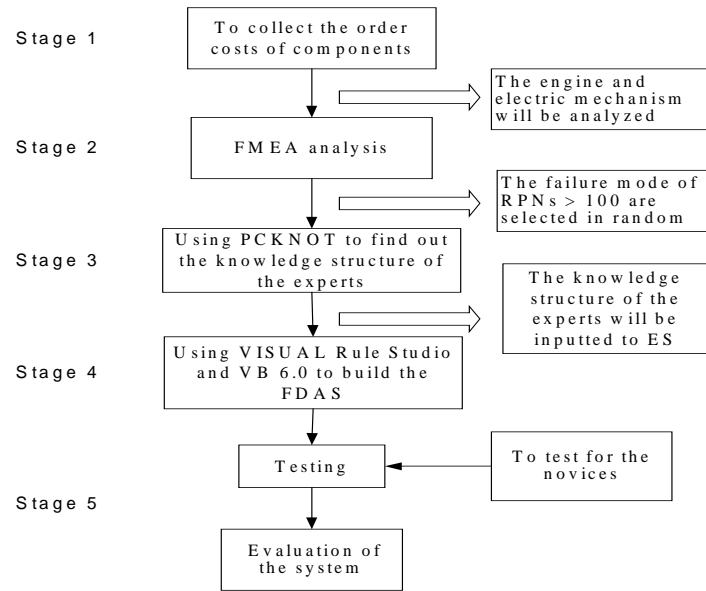 Stage 1
To collect the order
costs of components
The engine and
electric mechanism
will be analyzed
Stage 2
FMEA analysis
The failure mode of
RPNs > 100 are
selected in random
Stage 3
Using PCKNOT to find out
the knowledge structure of
the experts
The knowledge
structure of the
experts will be
inputted to ES
Stage 4
Using VISUAL Rule Studio
and VB 6.0 to build the
FDAS
Testing
To test for the
novices
Stage 5
Evaluation of
the system